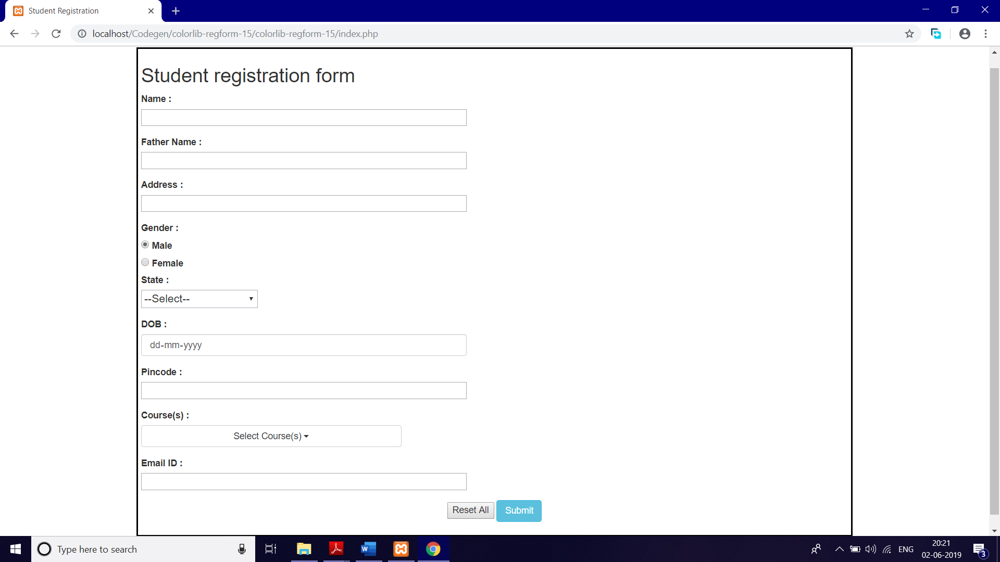 Student Registration
localhost/Codegen/colorlib-regform-15/colorlib-regform-15/index.php
Student registration form
Name :
Father Name :
Address :
Gender :
Male
Female
State :
--Select--
DOB :
dd-mm-yyyy
Pincode :
Course(s) :
Select Course(s)
Email ID :
Reset All Submit
Type here to search
W
ENG
20:21
02-06-2019
3